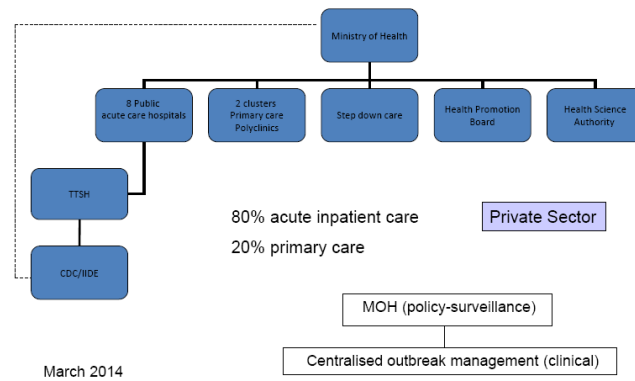 Ministry of Health
8 Public
acute care hospitals
2 clusters
Primary care
Polyclinics
Step down care
Health Promotion
Board
Health Science
Authority
TTSH
CDC/IIDE
80% acute inpatient care
20% primary care
Private Sector
MOH (policy-surveillance)
Centralised outbreak management (clinical)
March 2014